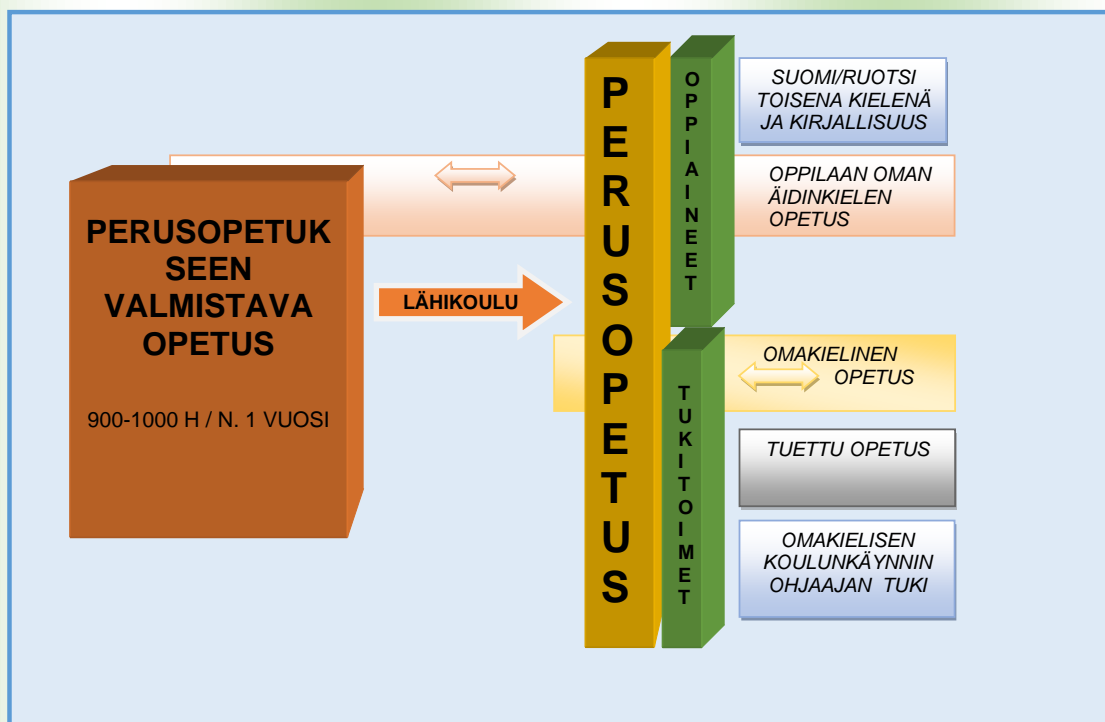 PERUSOPETUK
SEEN
VALMISTAVA
OPETUS
900-1000 H / N. 1 VUOSI
LÄHIKOULU
PERUSOPETUS
OPPIAINEET
TUKITOIMET
SUOMI/RUOTSI
TOISENA KIELENÄ
JA KIRJALLISUUS
OPPILAAN OMAN
ÄIDINKIELEN
OPETUS
OMAKIELINEN
OPETUS
TUETTU OPETUS
OMAKIELISEN
KOULUNKÄYNNIN
OHJAAJAN TUKI